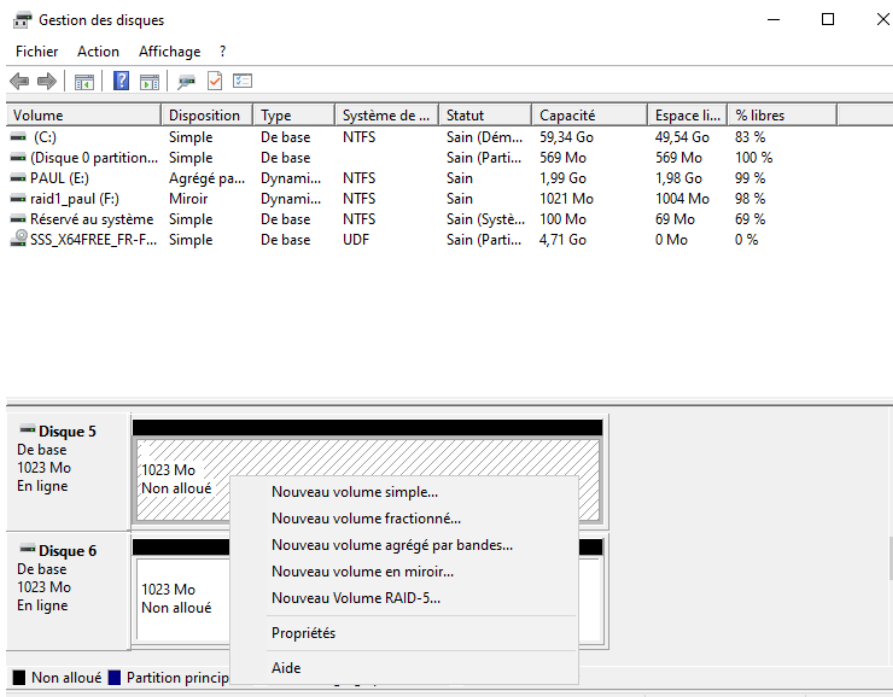 Gestion des disques
Fichier Action Affichage ?
Volume Disposition Type Système de ... Statut Capacité Espace li... % libres
(C:) Simple De base NTFS Sain (Dém... 59,34 Go 49,54 Go 83 %
(Disque 0 partition... Simple De base Sain (Parti... 569 Mo 569 Mo 100 %
PAUL (E:) Agrégé pa... Dynami... NTFS Sain 1,99 Go 1,98 Go 99 %
raid1_paul (F:) Miroir Dynami... NTFS Sain 1021 Mo 1004 Mo 98 %
Réservé au système Simple De base NTFS Sain (Systè... 100 Mo 69 Mo 69 %
SSS_X64FREE_FR-F... Simple De base UDF Sain (Parti... 4,71 Go 0 Mo 0 %
Disque 5
De base
1023 Mo
En ligne
1023 Mo
Non alloué
Nouveau volume simple...
Nouveau volume fractionné...
Nouveau volume agrégé par bandes...
Nouveau volume en miroir...
Nouveau Volume RAID-5...
Propriétés
Aide
Disque 6
De base
1023 Mo
En ligne
1023 Mo
Non alloué
Non alloué Partition princip